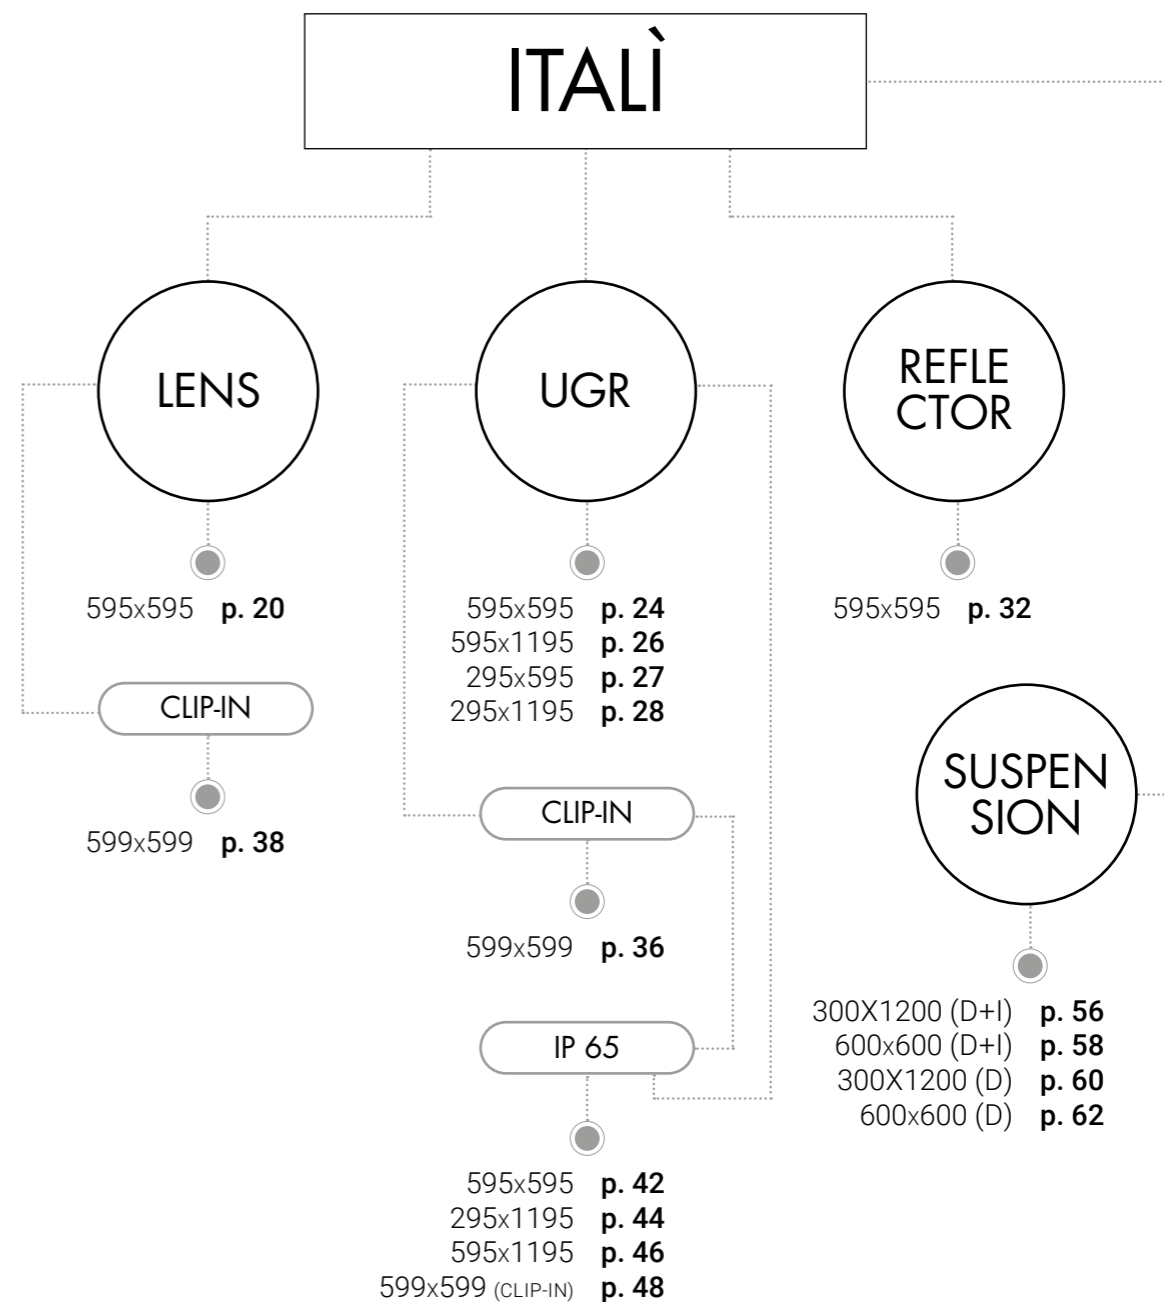 ITALÌ
LENS
595x595 p. 20
CLIP-IN
599x599 p. 38
UGR
595x595 p. 24
595x1195 p. 26
295x595 p. 27
295x1195 p. 28
CLIP-IN
599x599 p. 36
IP 65
595x595 p. 42
295x1195 p. 44
595x1195 p. 46
599x599 (CLIP-IN) p. 48
REFLE
CTOR
595x595 p. 32
SUSPEN
SION
300X1200 (D+I) p. 56
600x600 (D+I) p. 58
300X1200 (D) p. 60
600x600 (D) p. 62